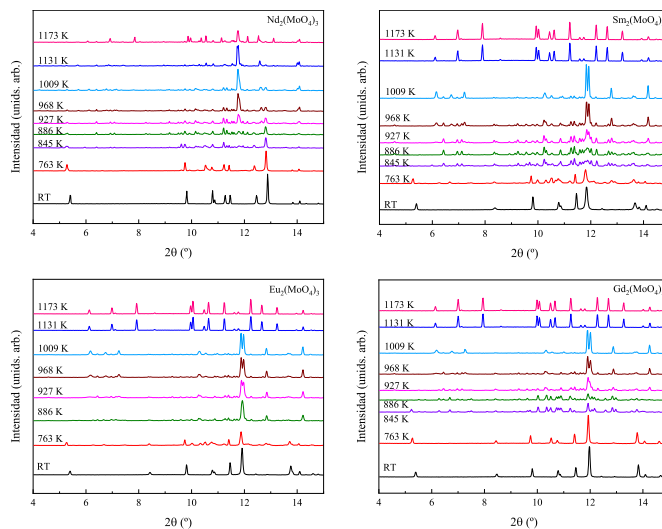 Nd₂(MoO₄)₃
1173 K
1131 K
1009 K
968 K
927 K
886 K
845 K
763 K
RT
Intensidad (unids. arb.)
4 6 8 10 12 14
2θ (º)
Sm₂(MoO₄)₃
1173 K
1131 K
1009 K
968 K
927 K
886 K
845 K
763 K
RT
Intensidad (unids. arb.)
4 6 8 10 12 14
2θ (º)
Eu₂(MoO₄)₃
1173 K
1131 K
1009 K
968 K
927 K
886 K
763 K
RT
Intensidad (unids. arb.)
4 6 8 10 12 14
2θ (º)
Gd₂(MoO₄)₃
1173 K
1131 K
1009 K
968 K
927 K
886 K
845 K
763 K
RT
Intensidad (unids. arb.)
4 6 8 10 12 14
2θ (º)